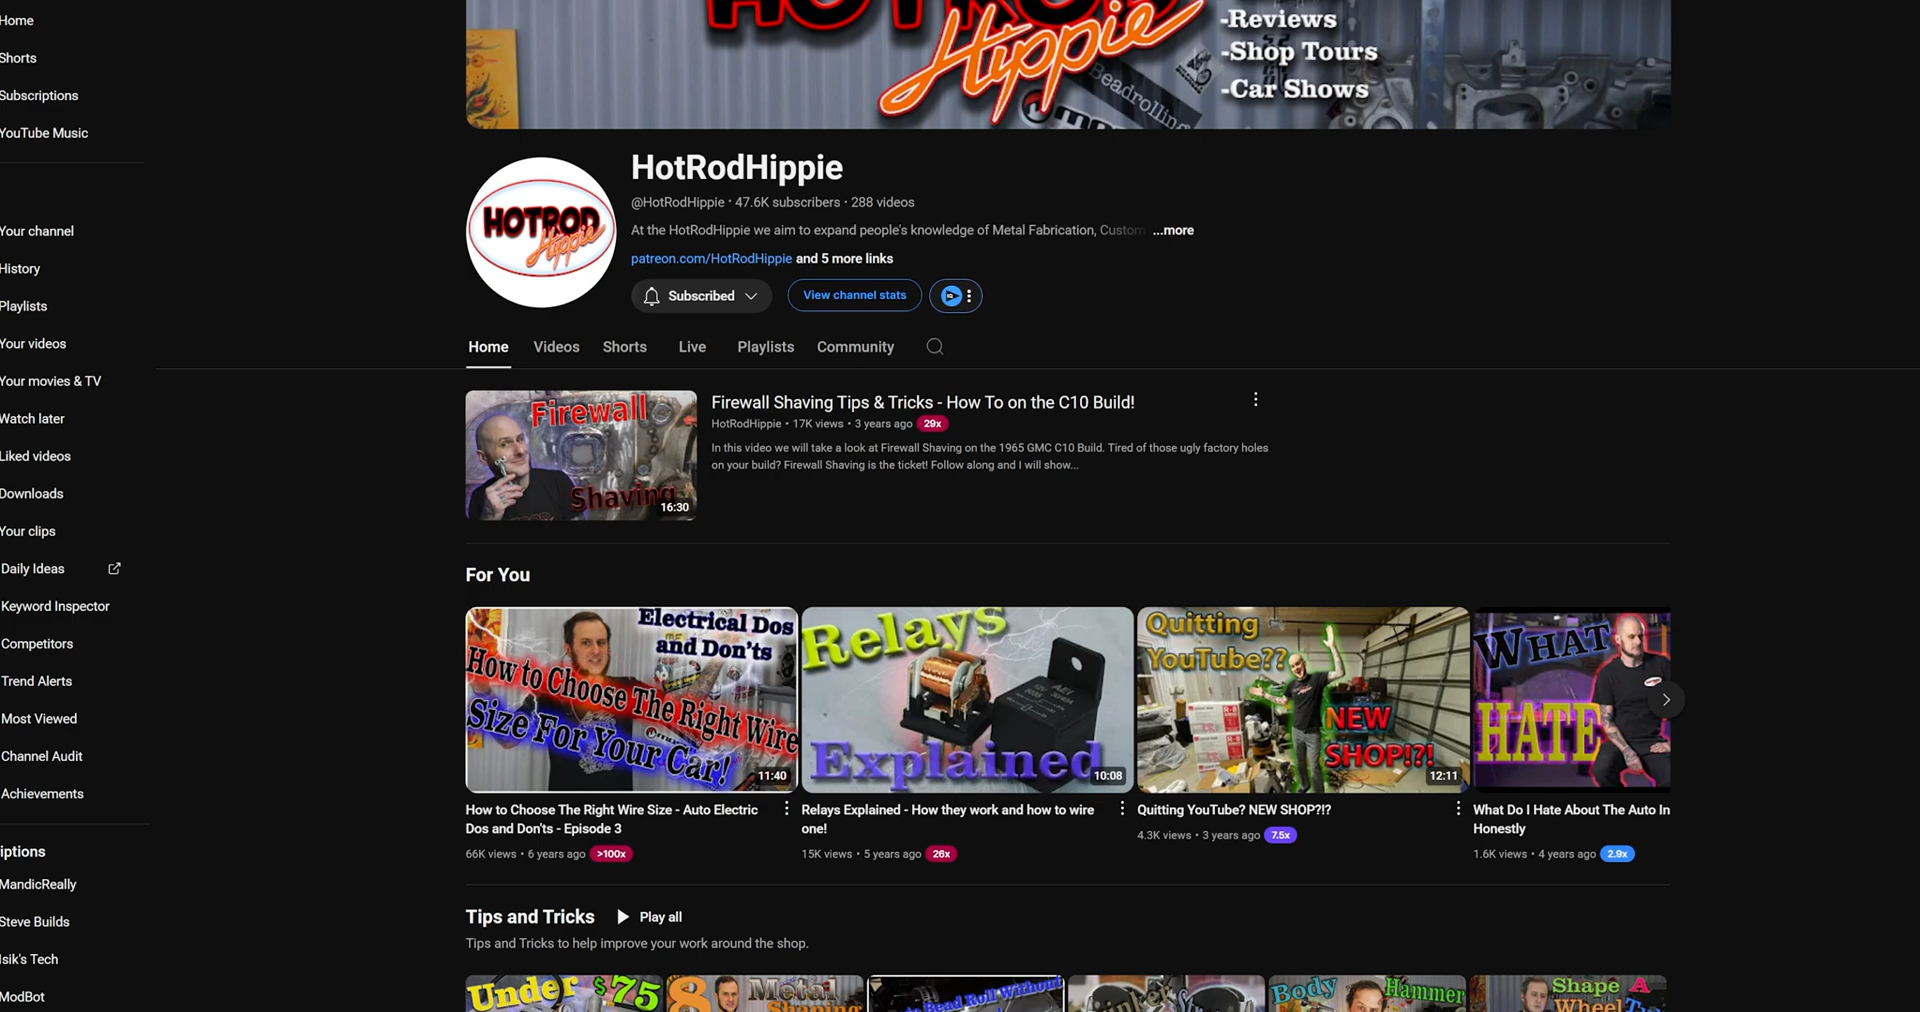 Home
Shorts
Subscriptions
YouTube Music
Your channel
History
Playlists
Your videos
Your movies & TV
Watch later
Liked videos
Downloads
Your clips
Daily Ideas
Keyword Inspector
Competitors
Trend Alerts
Most Viewed
Channel Audit
Achievements
iptions
MandicReally
Steve Builds
Isik's Tech
ModBot
HOTROD
Hippie
-Reviews
-Shop Tours
-Car Shows
Beadrolling
HOTROD
Hippie
HotRodHippie
@HotRodHippie • 47.6K subscribers • 288 videos
At the HotRodHippie we aim to expand people's knowledge of Metal Fabrication, Custom ...more
patreon.com/HotRodHippie and 5 more links
Subscribed
View channel stats
Home Videos Shorts Live Playlists Community
Firewall
Shaving
16:30
Firewall Shaving Tips & Tricks - How To on the C10 Build!
HotRodHippie • 17K views • 3 years ago 29x
In this video we will take a look at Firewall Shaving on the 1965 GMC C10 Build. Tired of those ugly factory holes
on your build? Firewall Shaving is the ticket! Follow along and I will show...
For You
Electrical Dos
and Don'ts
How to Choose The Right Wire
Size For Your Car!
11:40
How to Choose The Right Wire Size - Auto Electric
Dos and Don'ts - Episode 3
66K views • 6 years ago >100x
Relays
Explained
10:08
Relays Explained - How they work and how to wire
one!
15K views • 5 years ago 26x
Quitting
YouTube??
NEW
SHOP!?!
12:11
Quitting YouTube? NEW SHOP?!?
4.3K views • 3 years ago 7.5x
WHAT
HATE
What Do I Hate About The Auto In
Honestly
1.6K views • 4 years ago 2.9x
Tips and Tricks Play all
Tips and Tricks to help improve your work around the shop.
Under $75
8 Metal
Shaping
Bead Roll Without
Body Hammer
Shape A
Wheel